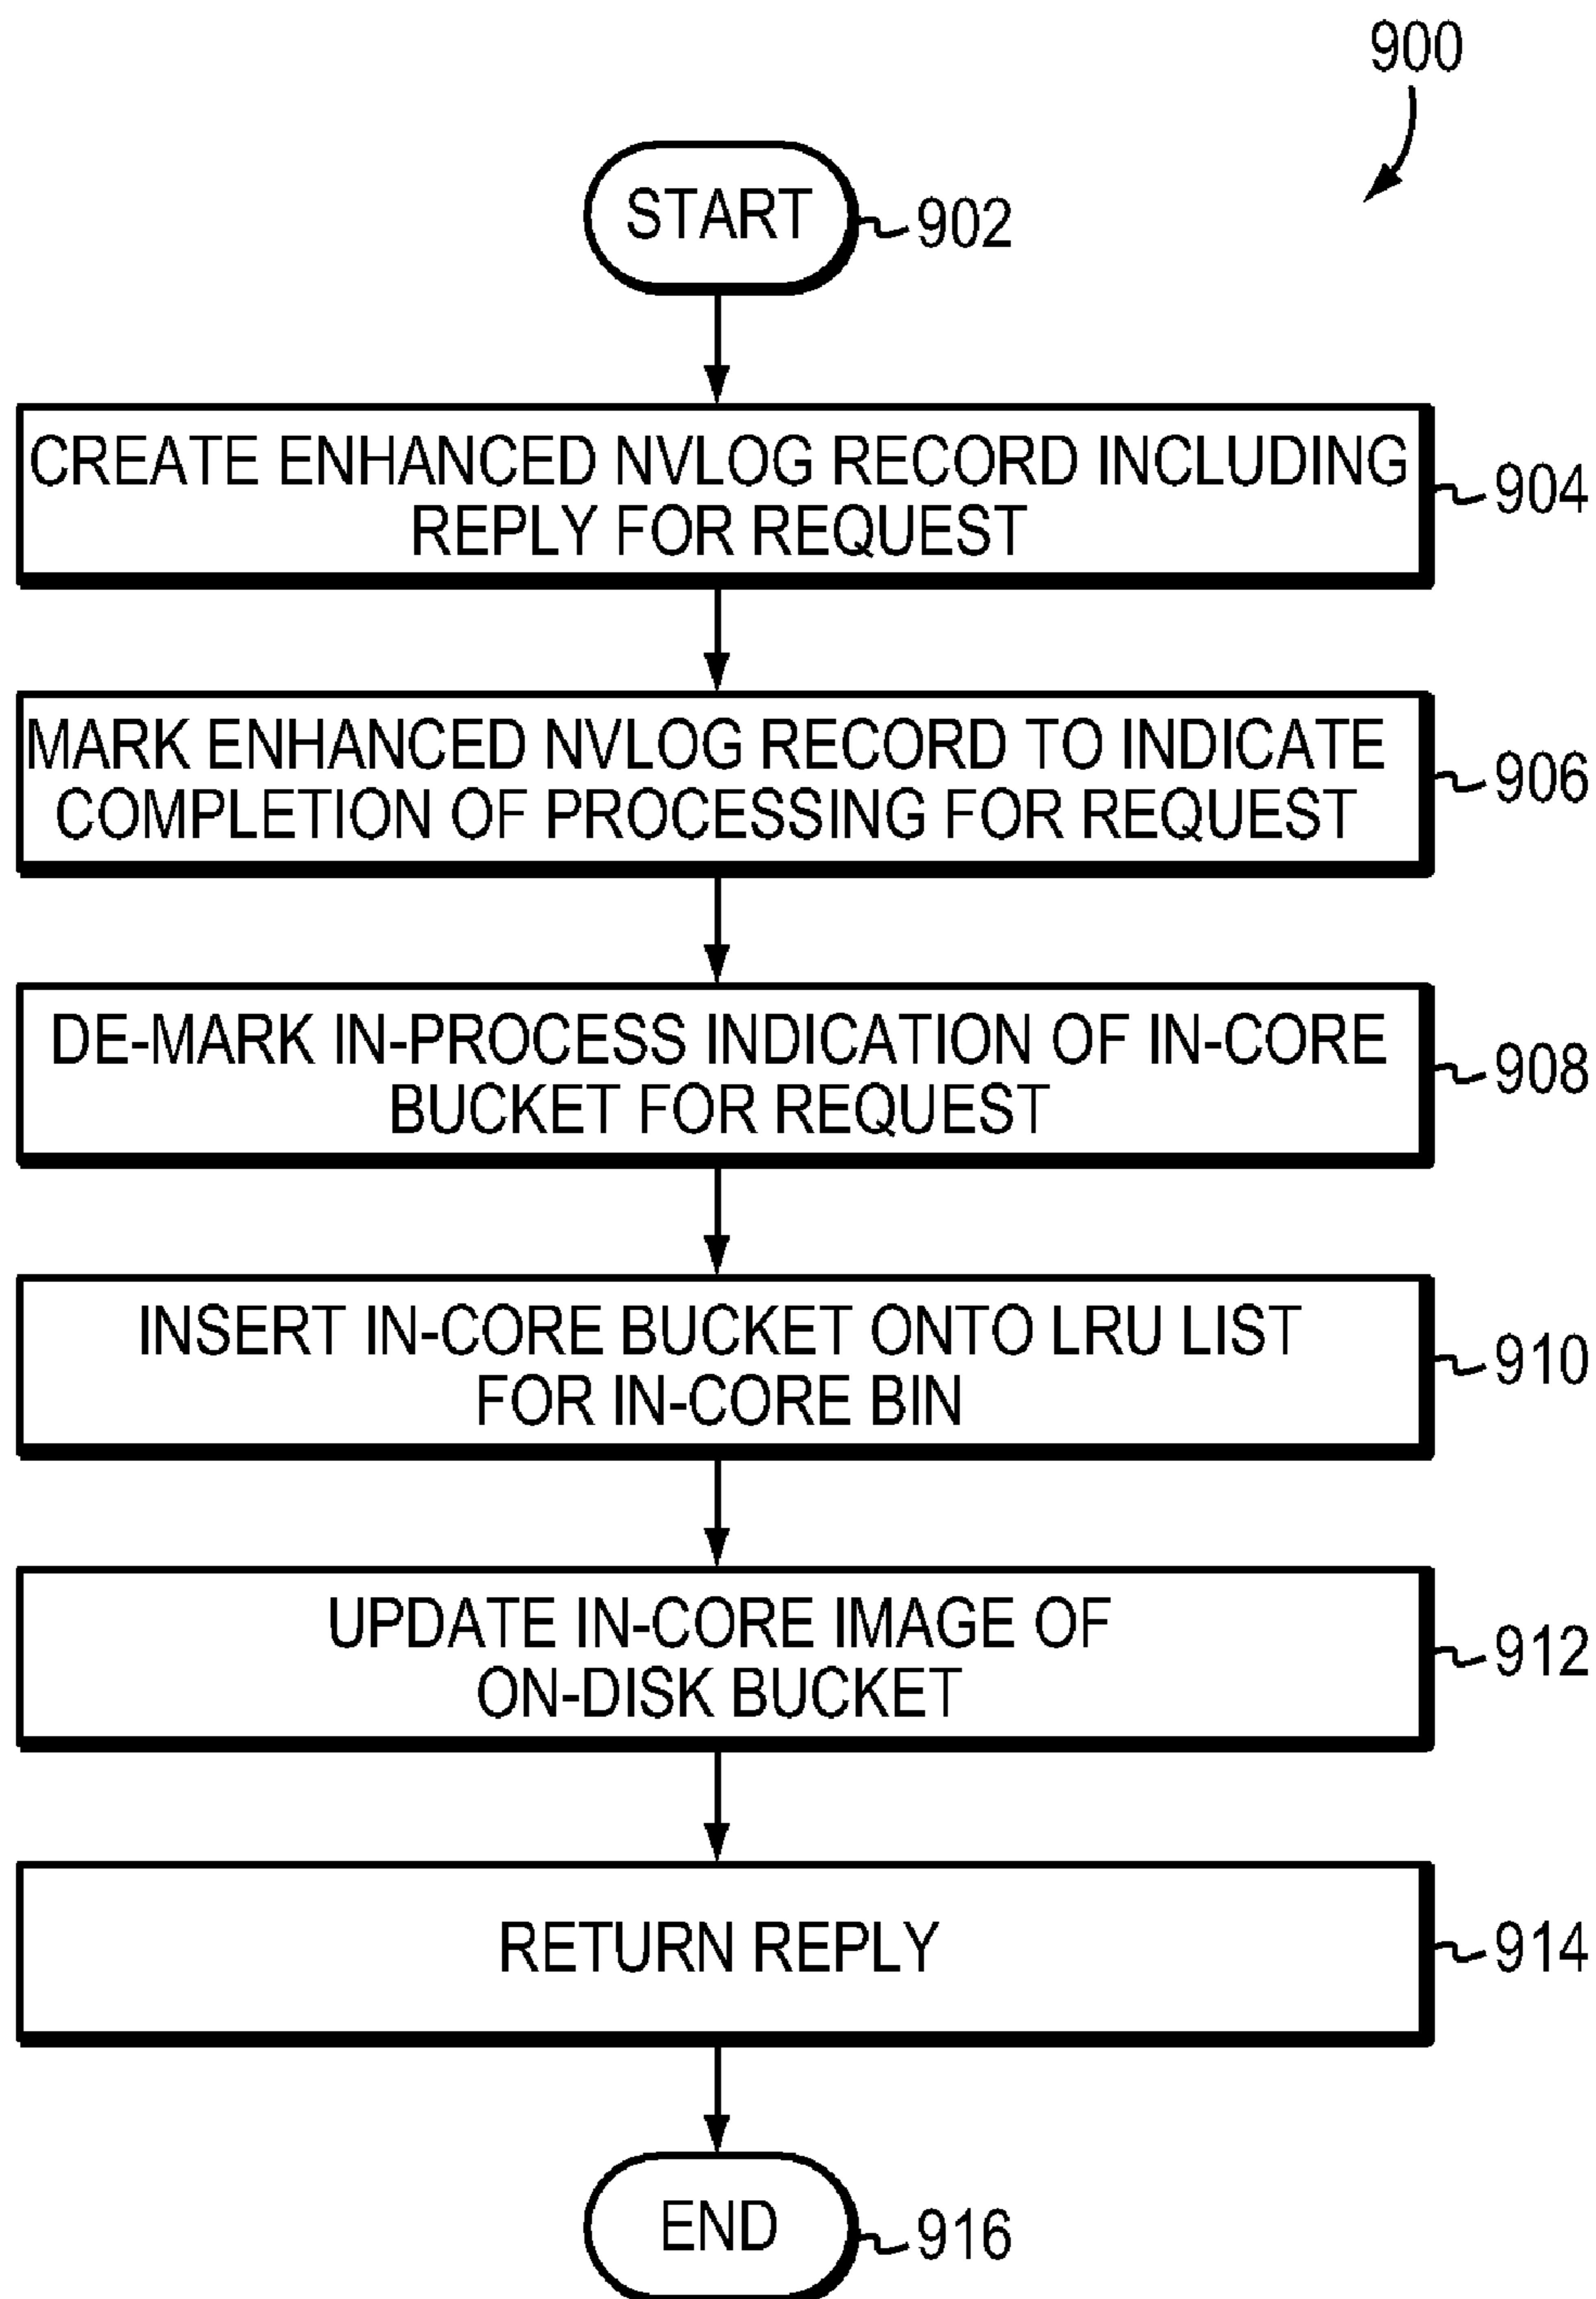 900
START
902
CREATE ENHANCED NVLOG RECORD INCLUDING
REPLY FOR REQUEST
904
MARK ENHANCED NVLOG RECORD TO INDICATE
COMPLETION OF PROCESSING FOR REQUEST
906
DE-MARK IN-PROCESS INDICATION OF IN-CORE
BUCKET FOR REQUEST
908
INSERT IN-CORE BUCKET ONTO LRU LIST
FOR IN-CORE BIN
910
UPDATE IN-CORE IMAGE OF
ON-DISK BUCKET
912
RETURN REPLY
914
END
916